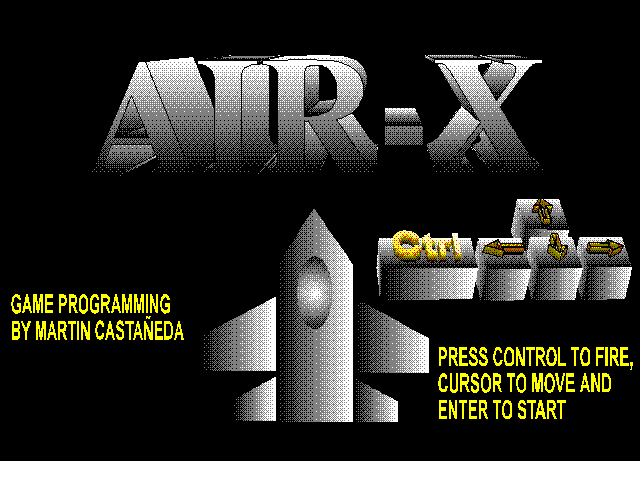 AIR-X
Ctrl
GAME PROGRAMMING
BY MARTIN CASTAÑEDA
PRESS CONTROL TO FIRE,
CURSOR TO MOVE AND
ENTER TO START